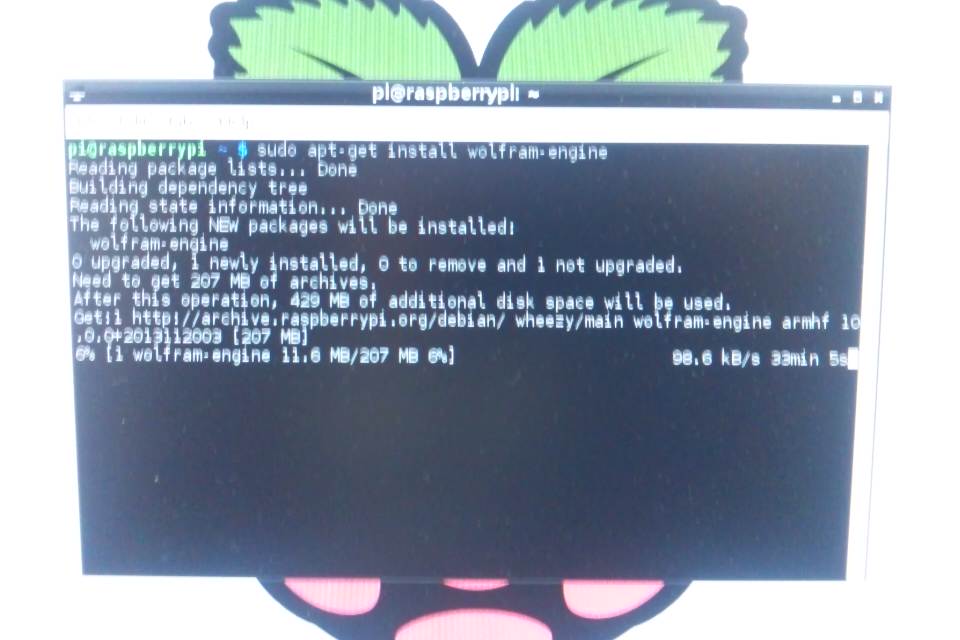 pi@raspberrypi: ~
Help
pi@raspberrypi ~ $ sudo apt-get install wolfram-engine
Reading package lists... Done
Building dependency tree
Reading state information... Done
The following NEW packages will be installed:
wolfram-engine
0 upgraded, 1 newly installed, 0 to remove and 1 not upgraded.
Need to get 207 MB of archives.
After this operation, 429 MB of additional disk space will be used.
Get:1 http://archive.raspberrypi.org/debian/ wheezy/main wolfram-engine armhf 10
.0.0+2013112003 [207 MB]
6% [1 wolfram-engine 11.6 MB/207 MB 6%] 98.6 kB/s 33min 5s